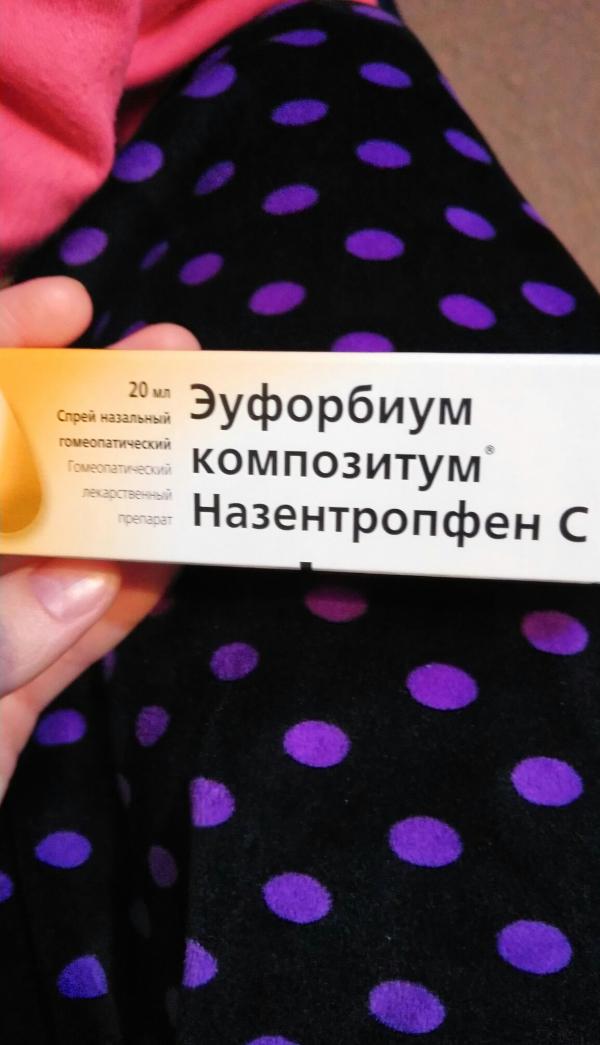 20 мл
Спрей назальный
гомеопатический
Гомеопатический
лекарственный
препарат
Эуфорбиум
композитум®
Назентропфен С